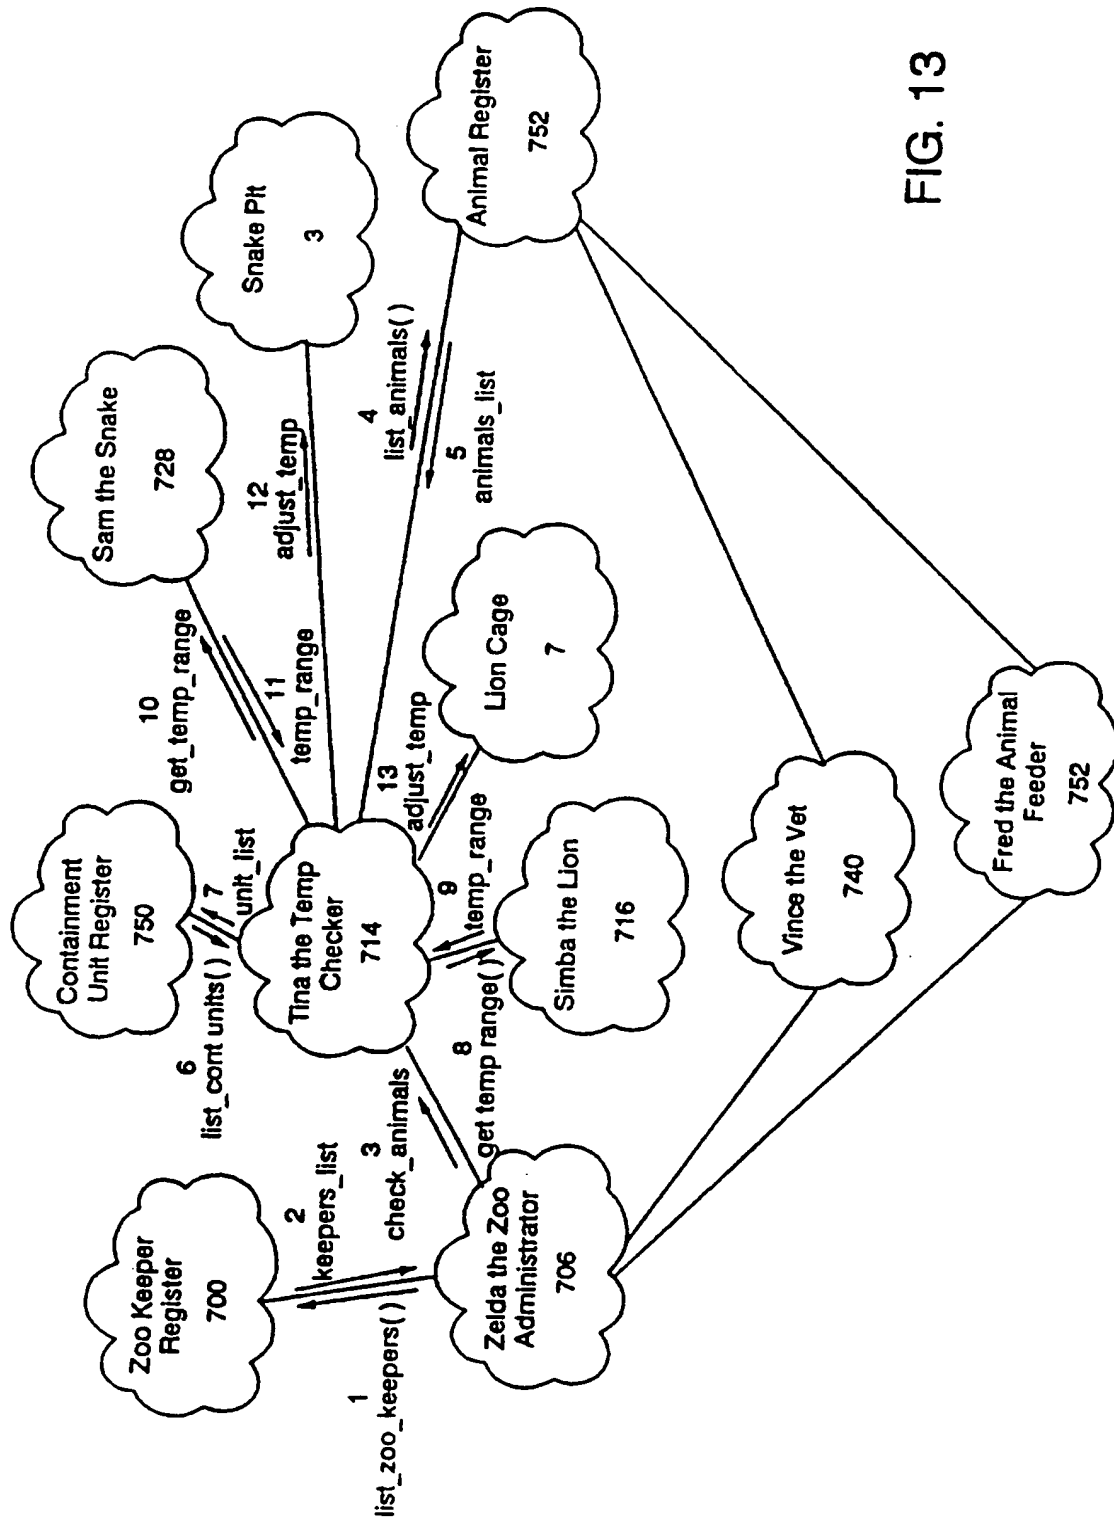 Zoo Keeper
Register
700
1
list_zoo_keepers()
2
keepers_list
Zelda the Zoo
Administrator
706
3
check_animals
Containment
Unit Register
750
6
list_cont units()
7
unit_list
Tina the Temp
Checker
714
8
get temp range()
9
temp_range
Simba the Lion
716
10
get_temp_range
11
temp_range
Sam the Snake
728
12
adjust_temp
Snake Pit
3
13
adjust_temp
Lion Cage
7
4
list_animals()
5
animals_list
Animal Register
752
Vince the Vet
740
Fred the Animal
Feeder
752
FIG. 13